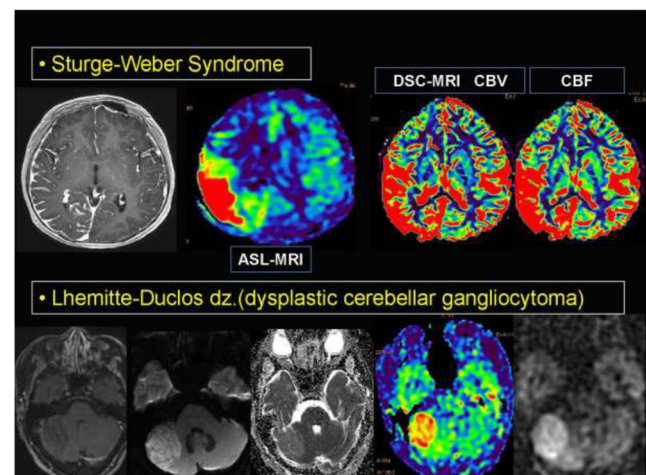 • Sturge-Weber Syndrome
DSC-MRI CBV
CBF
ASL-MRI
• Lhemitte-Duclos dz.(dysplastic cerebellar gangliocytoma)